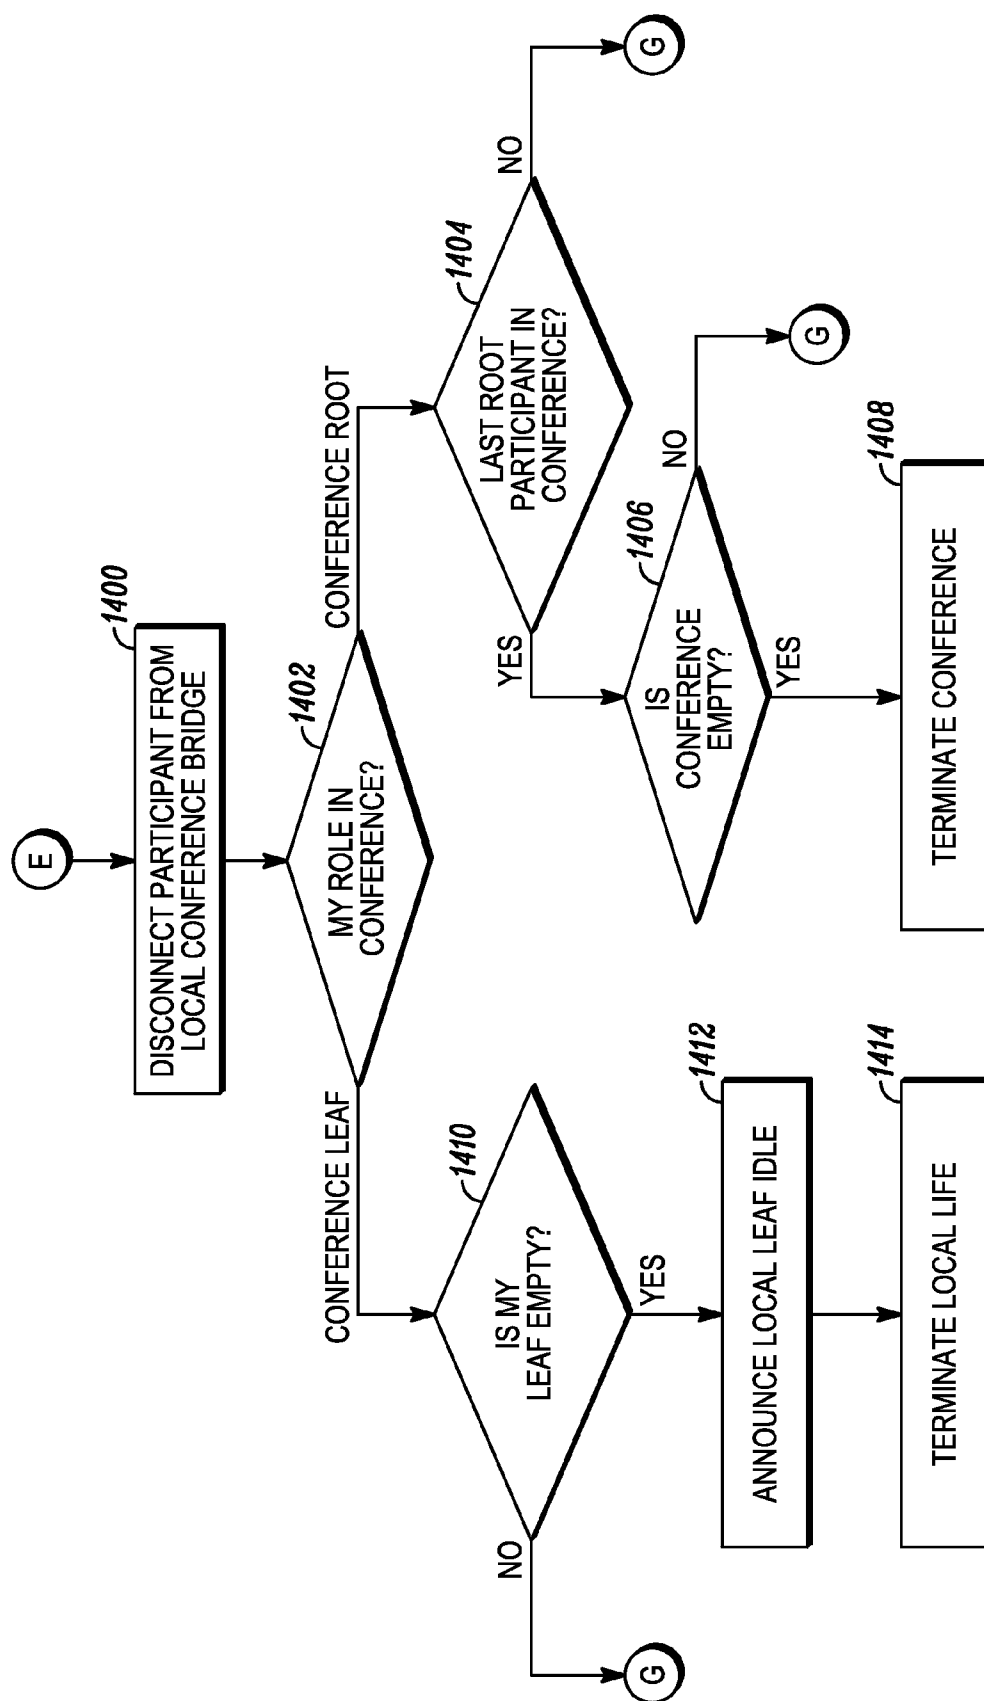 E
1400
DISCONNECT PARTICIPANT FROM
LOCAL CONFERENCE BRIDGE
1402
MY ROLE IN
CONFERENCE?
CONFERENCE LEAF
CONFERENCE ROOT
1410
IS MY
LEAF EMPTY?
NO
G
YES
1412
ANNOUNCE LOCAL LEAF IDLE
1414
TERMINATE LOCAL LIFE
1404
LAST ROOT
PARTICIPANT IN
CONFERENCE?
NO
G
YES
1406
IS
CONFERENCE
EMPTY?
NO
G
YES
1408
TERMINATE CONFERENCE